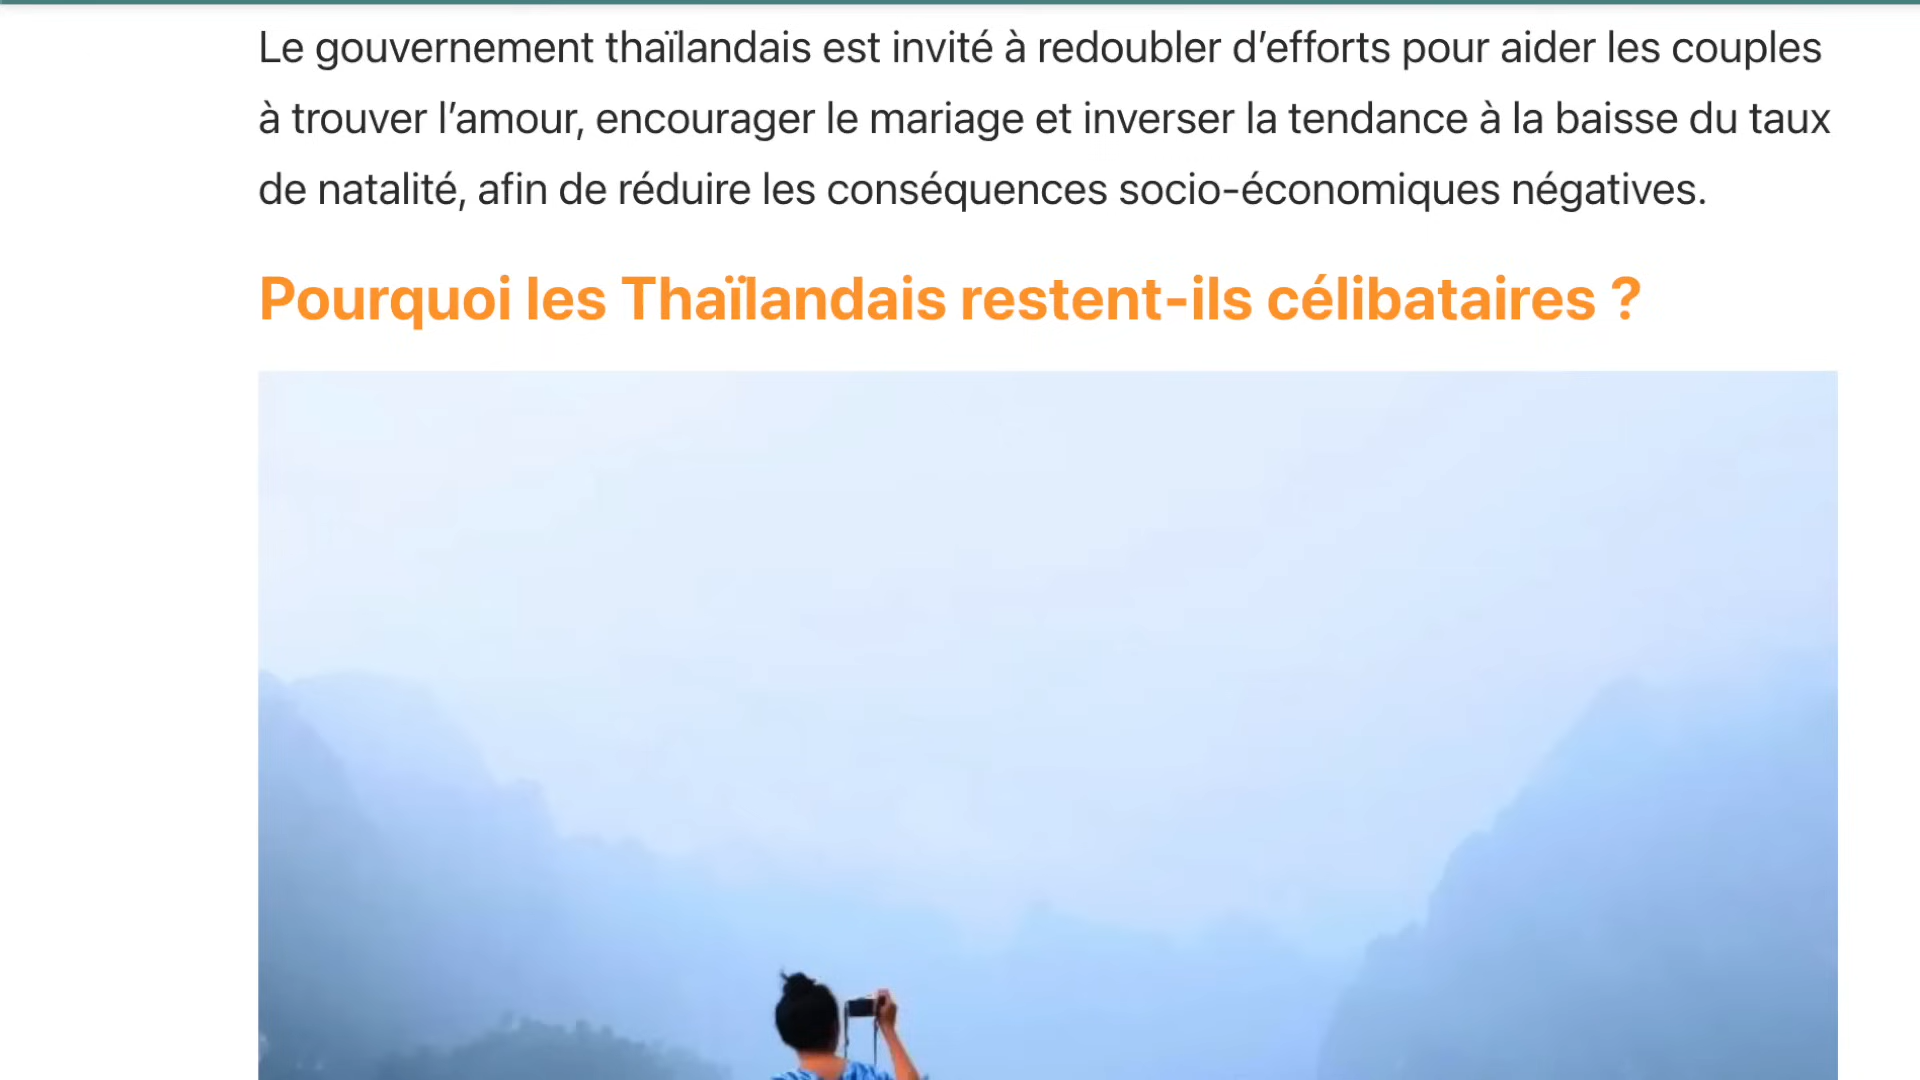 Le gouvernement thaïlandais est invité à redoubler d’efforts pour aider les couples
à trouver l’amour, encourager le mariage et inverser la tendance à la baisse du taux
de natalité, afin de réduire les conséquences socio-économiques négatives.
Pourquoi les Thaïlandais restent-ils célibataires ?